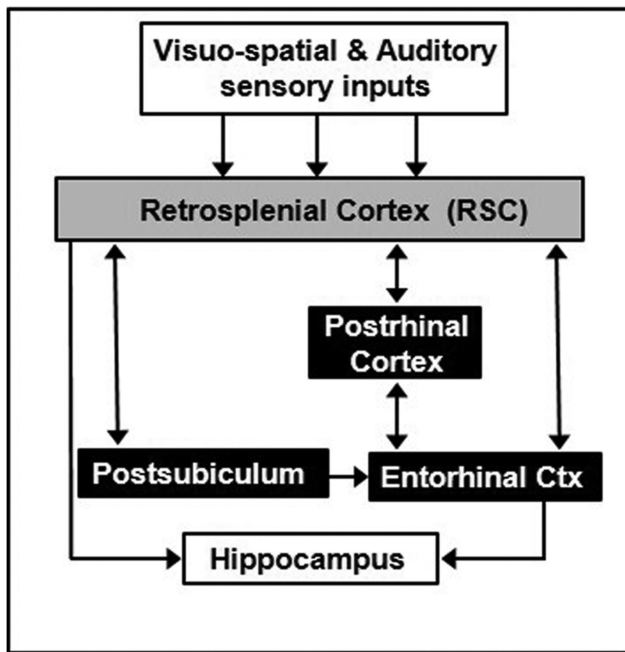 Visuo-spatial & Auditory
sensory inputs
Retrosplenial Cortex (RSC)
Postrhinal
Cortex
Postsubiculum
Entorhinal Ctx
Hippocampus